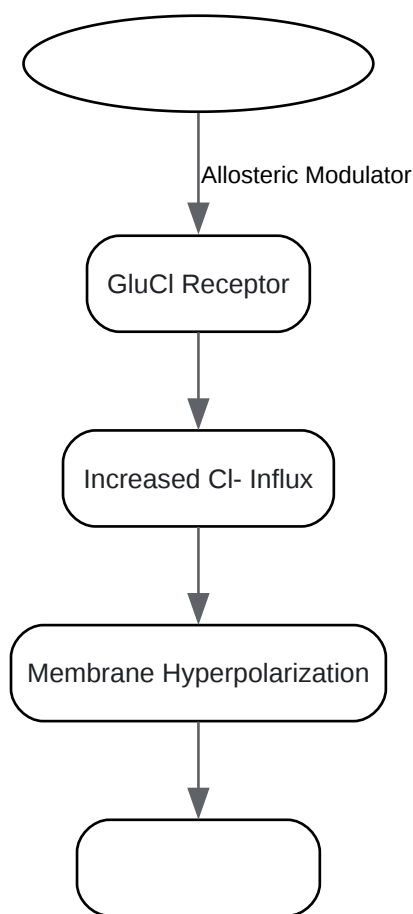 Allosteric Modulator
GluCl Receptor
Increased Cl- Influx
Membrane Hyperpolarization